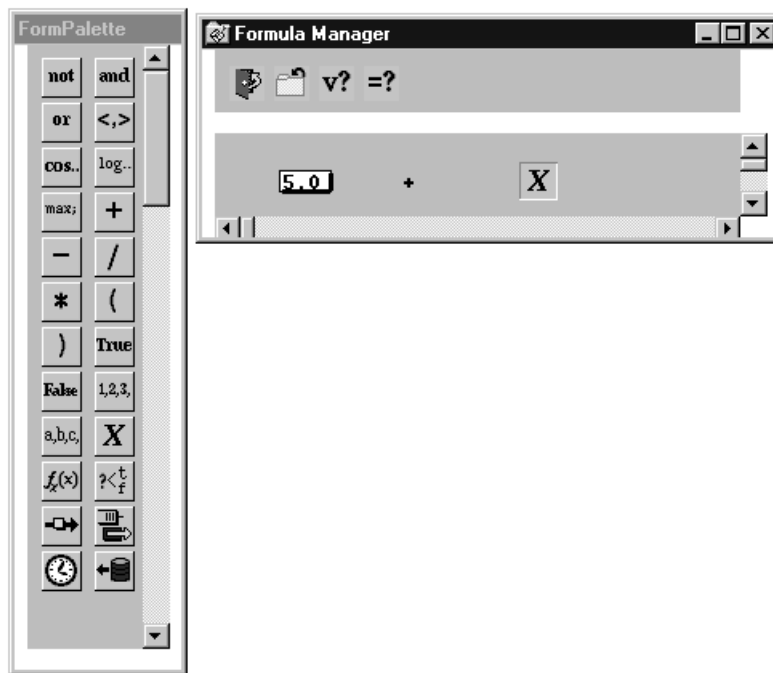 FormPalette
not and
or <,>
cos.. log..
max; +
− /
* (
) True
False 1,2,3,
a,b,c, X
fx(x) ?<t f
Formula Manager
v? =?
5.0 + X